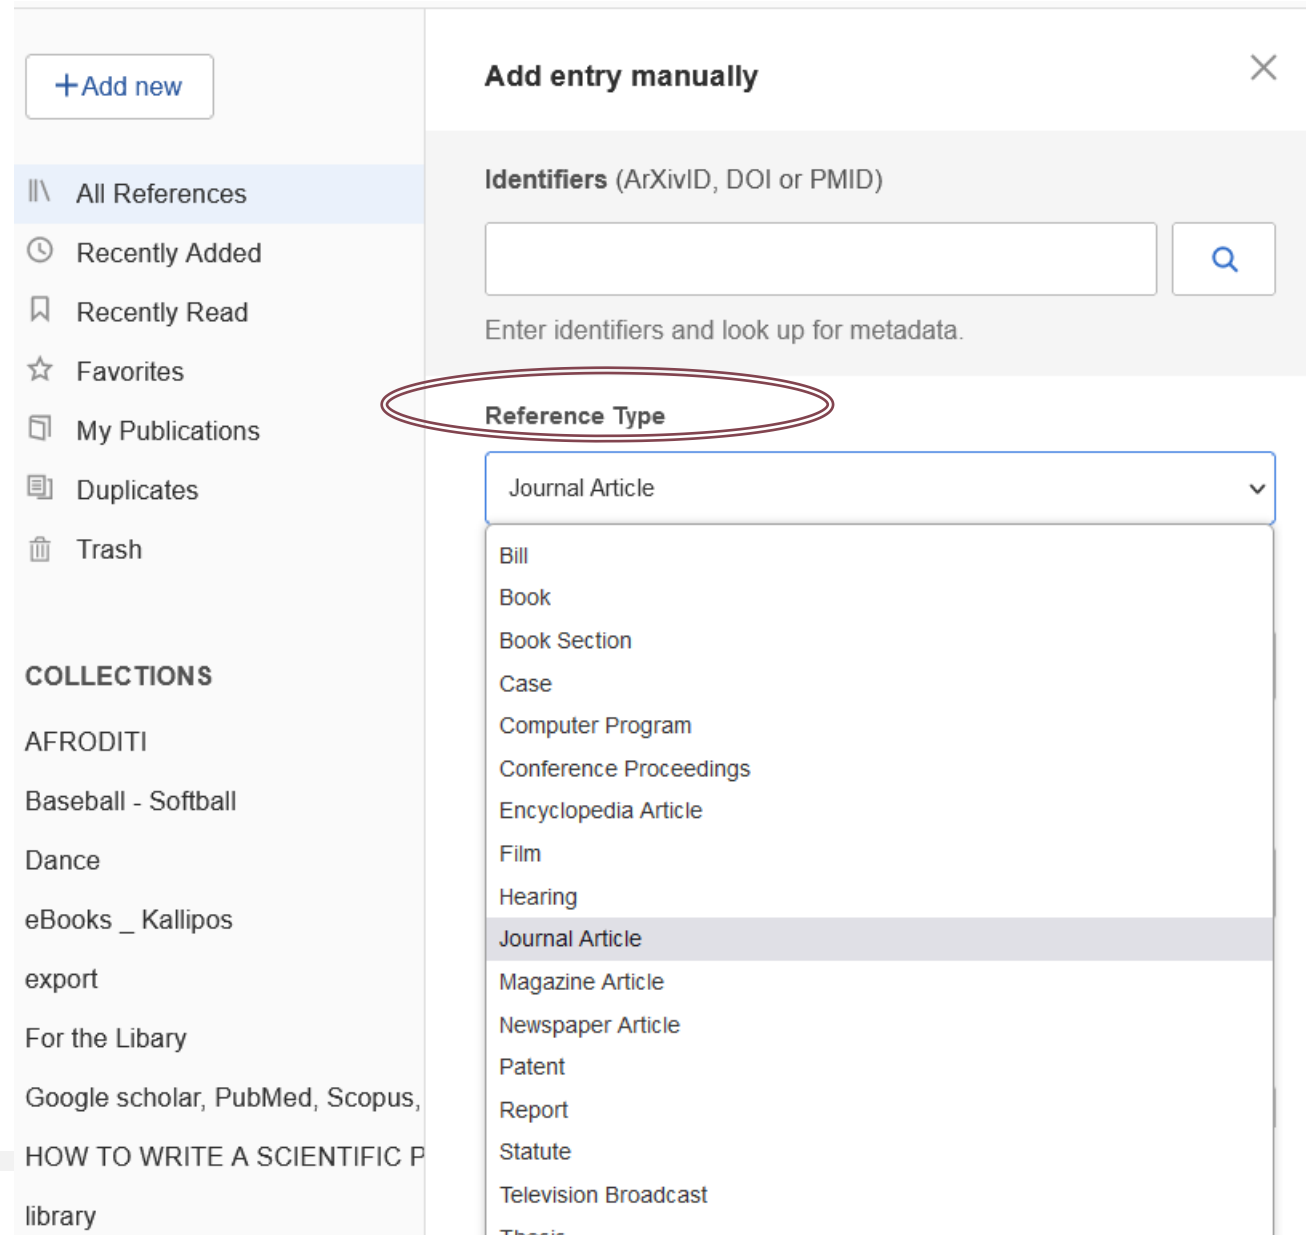 +Add new
All References
Recently Added
Recently Read
Favorites
My Publications
Duplicates
Trash
COLLECTIONS
AFRODITI
Baseball - Softball
Dance
eBooks _ Kallipos
export
For the Libary
Google scholar, PubMed, Scopus,
HOW TO WRITE A SCIENTIFIC P
library
Add entry manually
Identifiers (ArXivID, DOI or PMID)
Enter identifiers and look up for metadata.
Reference Type
Journal Article
Bill
Book
Book Section
Case
Computer Program
Conference Proceedings
Encyclopedia Article
Film
Hearing
Journal Article
Magazine Article
Newspaper Article
Patent
Report
Statute
Television Broadcast